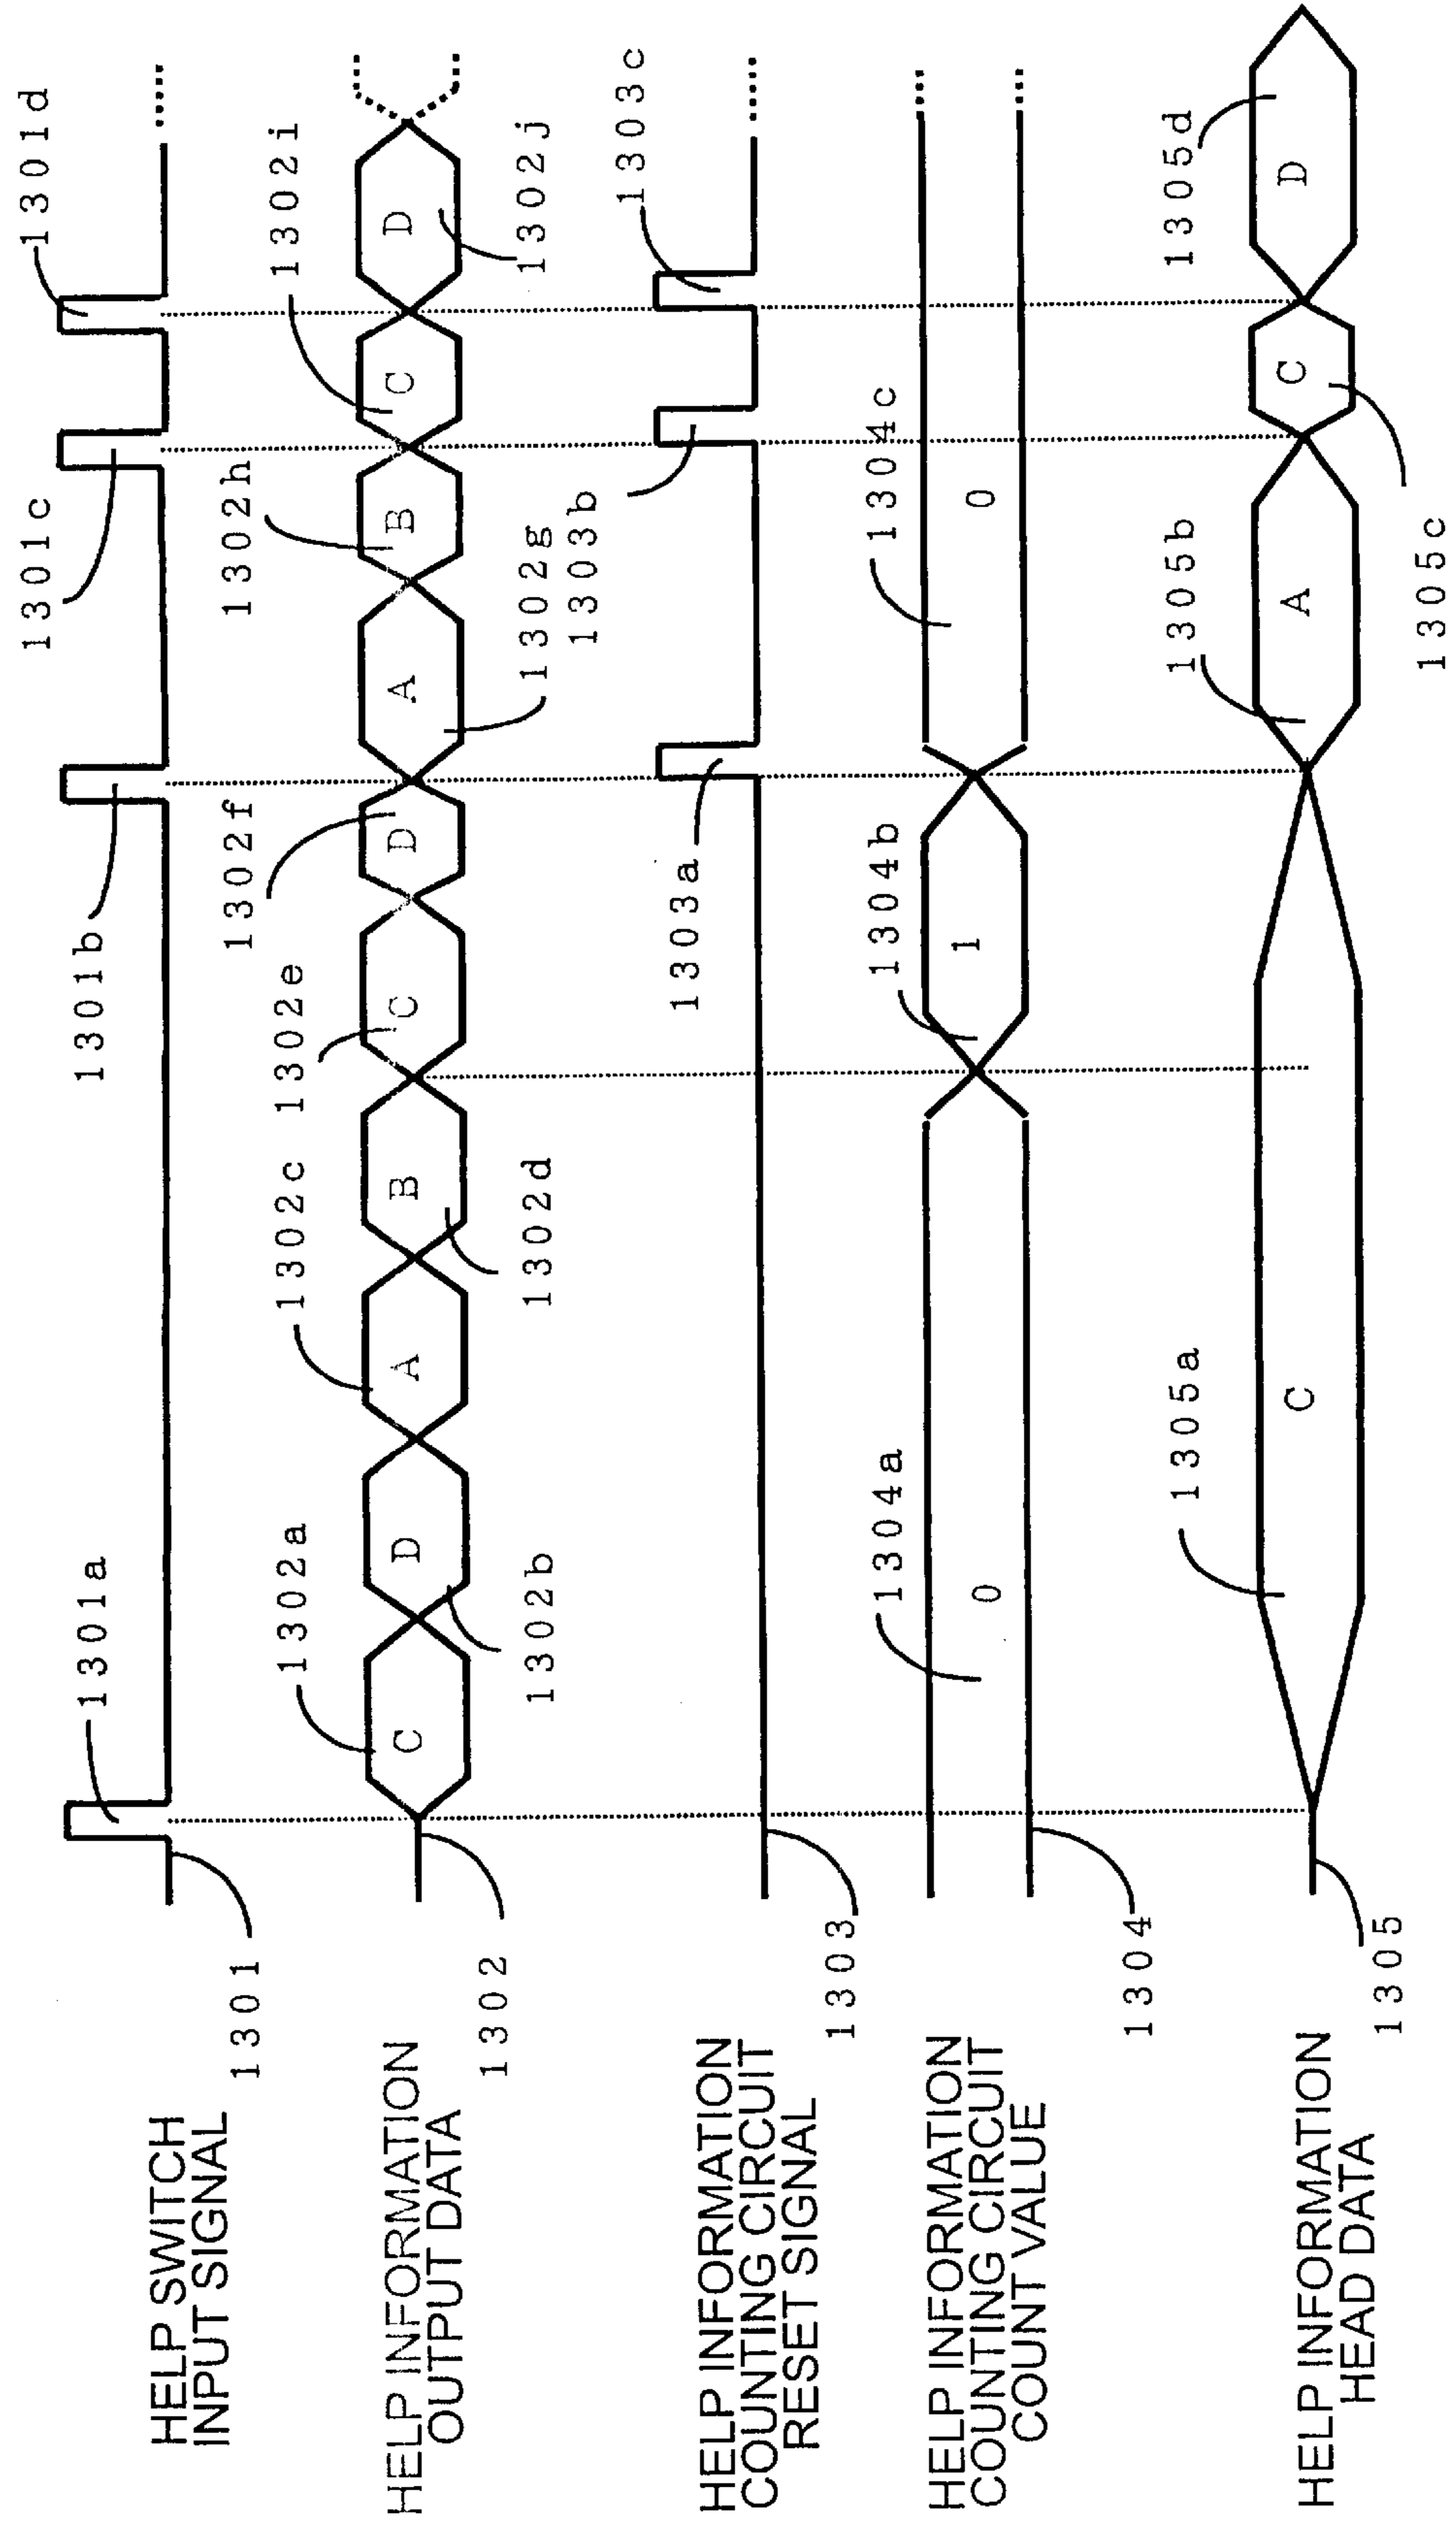 HELP SWITCH
INPUT SIGNAL
1301
1301a
1301b
1301c
1301d
HELP INFORMATION
OUTPUT DATA
1302
1302a
1302b
1302c
1302d
1302e
1302f
1302g
1302h
1302i
1302j
C
D
A
B
C
D
A
B
C
D
HELP INFORMATION
COUNTING CIRCUIT
RESET SIGNAL
1303
1303a
1303b
1303c
HELP INFORMATION
COUNTING CIRCUIT
COUNT VALUE
1304
1304a
1304b
1304c
0
1
0
HELP INFORMATION
HEAD DATA
1305
1305a
1305b
1305c
1305d
C
A
C
D